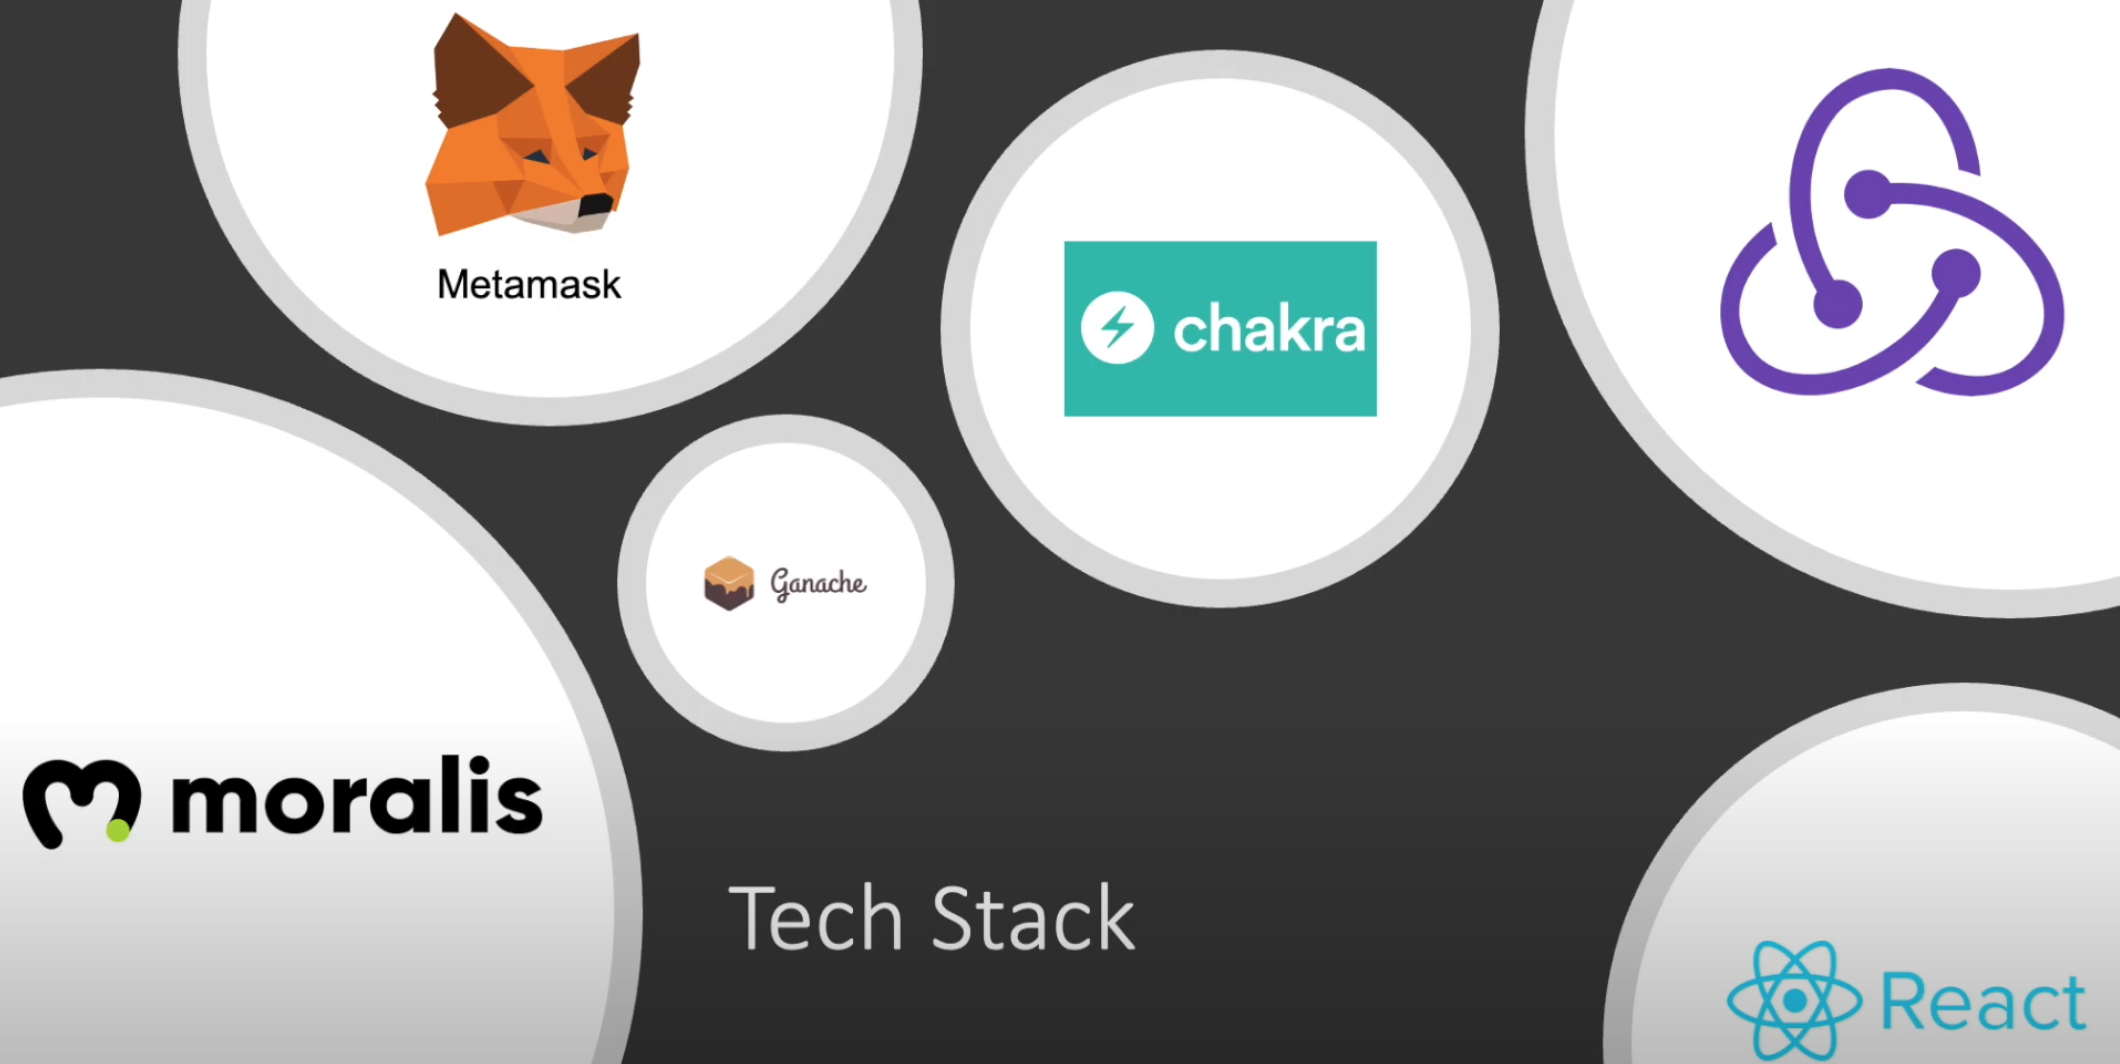 Metamask
chakra
Ganache
moralis
Tech Stack
React